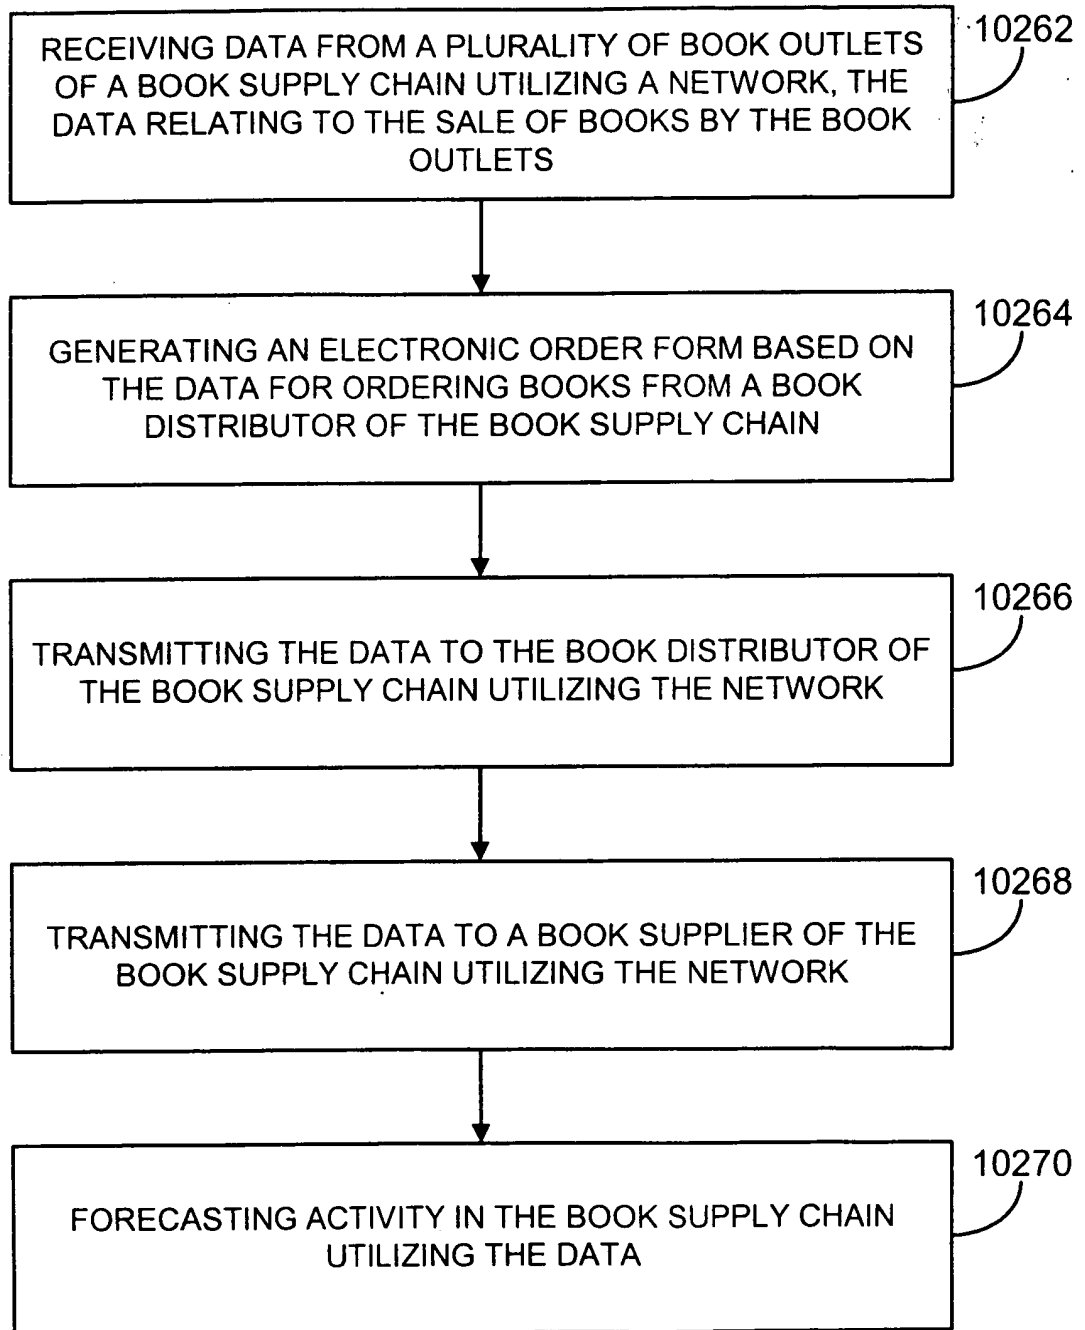 RECEIVING DATA FROM A PLURALITY OF BOOK OUTLETS
OF A BOOK SUPPLY CHAIN UTILIZING A NETWORK, THE
DATA RELATING TO THE SALE OF BOOKS BY THE BOOK
OUTLETS
10262
GENERATING AN ELECTRONIC ORDER FORM BASED ON
THE DATA FOR ORDERING BOOKS FROM A BOOK
DISTRIBUTOR OF THE BOOK SUPPLY CHAIN
10264
TRANSMITTING THE DATA TO THE BOOK DISTRIBUTOR OF
THE BOOK SUPPLY CHAIN UTILIZING THE NETWORK
10266
TRANSMITTING THE DATA TO A BOOK SUPPLIER OF THE
BOOK SUPPLY CHAIN UTILIZING THE NETWORK
10268
FORECASTING ACTIVITY IN THE BOOK SUPPLY CHAIN
UTILIZING THE DATA
10270